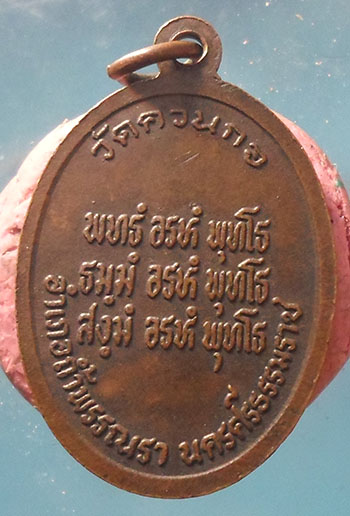 วัดควนกอ
พทธํ อรหํ พุทโธ
ธมฺมํ อรหํ พุทโธ
สงฺฆํ อรหํ พุทโธ
อำเภอถ้ำพรรณรา นครศรีธรรมราช